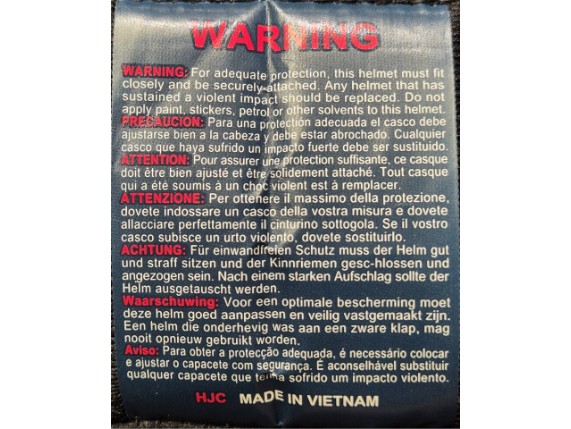 WARNING
WARNING: For adequate protection, this helmet must fit
closely and be securely attached. Any helmet that has
sustained a violent impact should be replaced. Do not
apply paint, stickers, petrol or other solvents to this helmet.
PRECAUCION: Para una protección adecuada el casco debe
ajustarse bien a la cabeza y debe estar abrochado. Cualquier
casco que haya sufrido un impacto fuerte debe ser sustituido.
ATTENTION: Pour assurer une protection suffisante, ce casque
doit être bien ajusté et être solidement attaché. Tout casque
qui a été soumis à un choc violent est à remplacer.
ATTENZIONE: Per ottenere il massimo della protezione,
dovete indossare un casco della vostra misura e dovete
allacciare perfettamente il cinturino sottogola. Se il vostro
casco subisce un urto violento, dovete sostituirlo.
ACHTUNG: Für einwandfreien Schutz muss der Helm gut
und straff sitzen und der Kinnriemen gesc-hlossen und
angezogen sein. Nach einem starken Aufschlag sollte der
Helm ausgetauscht werden.
Waarschuwing: Voor een optimale bescherming moet
deze helm goed aanpassen en veilig vastgemaakt zijn.
Een helm die onderhevig was aan een zware klap, mag
nooit opnieuw gebruikt worden.
Aviso: Para obter a protecção adequada, é necessário colocar
e ajustar o capacete com segurança. É aconselhável substituir
qualquer capacete que tenha sofrido um impacto violento.
HJC MADE IN VIETNAM